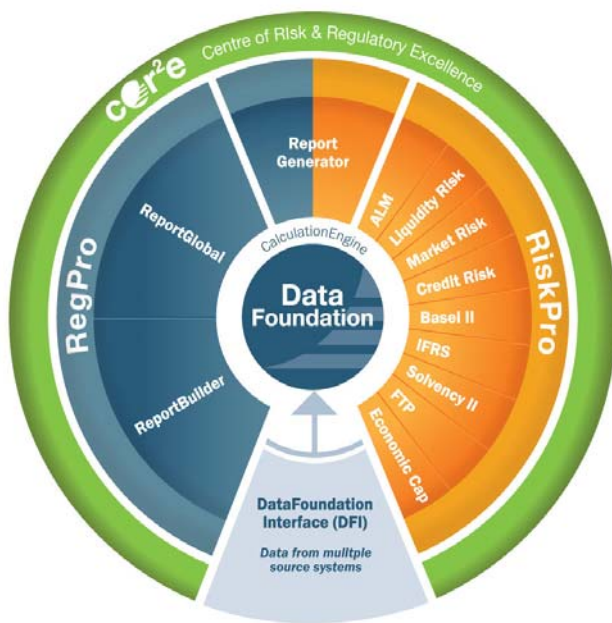 cor²e
Centre of Risk & Regulatory Excellence
Report
Generator
RegPro
ReportGlobal
ReportBuilder
CalculationEngine
Data
Foundation
RiskPro
ALM
Liquidity Risk
Market Risk
Credit Risk
Basel II
IFRS
Solvency II
FTP
Economic Cap
DataFoundation
Interface (DFI)
Data from mulltple
source systems